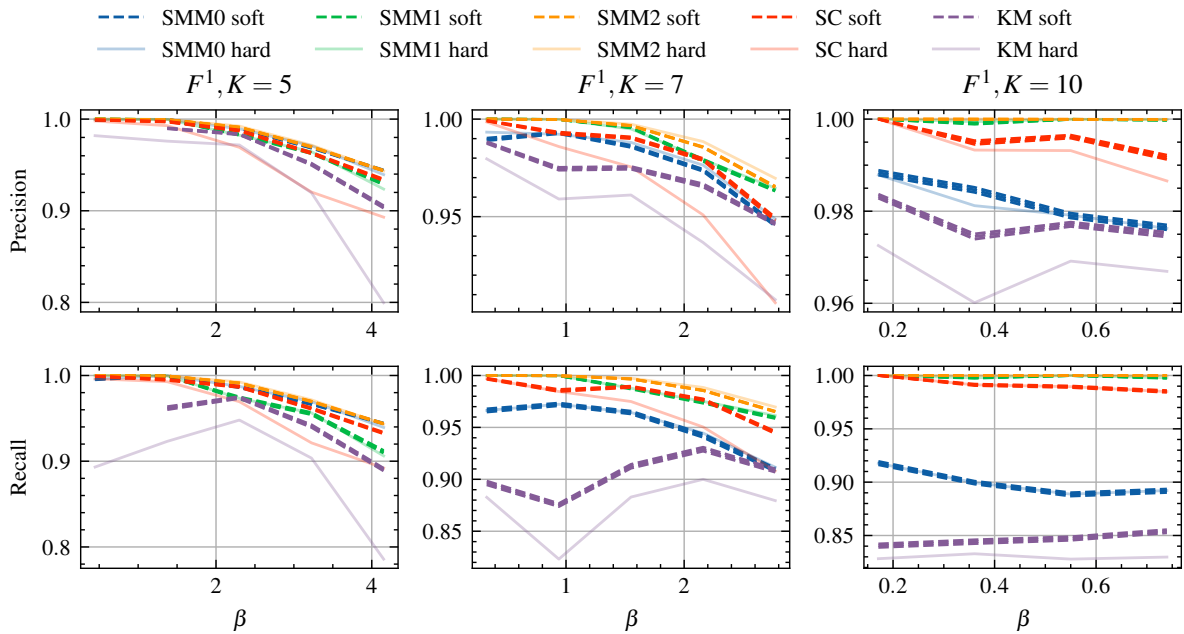 SMM0 soft SMM1 soft SMM2 soft SC soft KM soft
SMM0 hard SMM1 hard SMM2 hard SC hard KM hard
F¹, K = 5 F¹, K = 7 F¹, K = 10
Precision
1.0
0.9
0.8
2 4
1.00
0.95
1 2
1.00
0.98
0.96
0.2 0.4 0.6
Recall
1.0
0.9
0.8
2 4
β
1.00
0.95
0.90
0.85
1 2
β
1.00
0.95
0.90
0.85
0.2 0.4 0.6
β